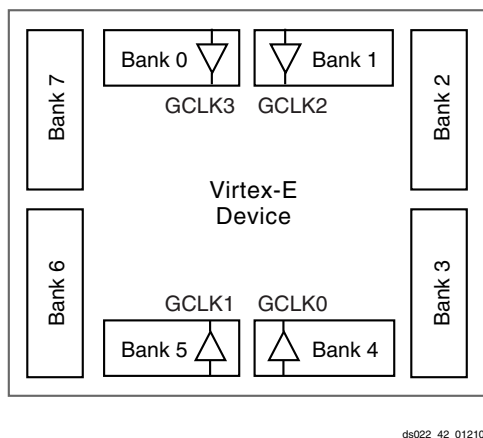 Bank 0
Bank 1
GCLK3
GCLK2
Bank 7
Bank 2
Virtex-E
Device
Bank 6
Bank 3
GCLK1
GCLK0
Bank 5
Bank 4
ds022_42_01210